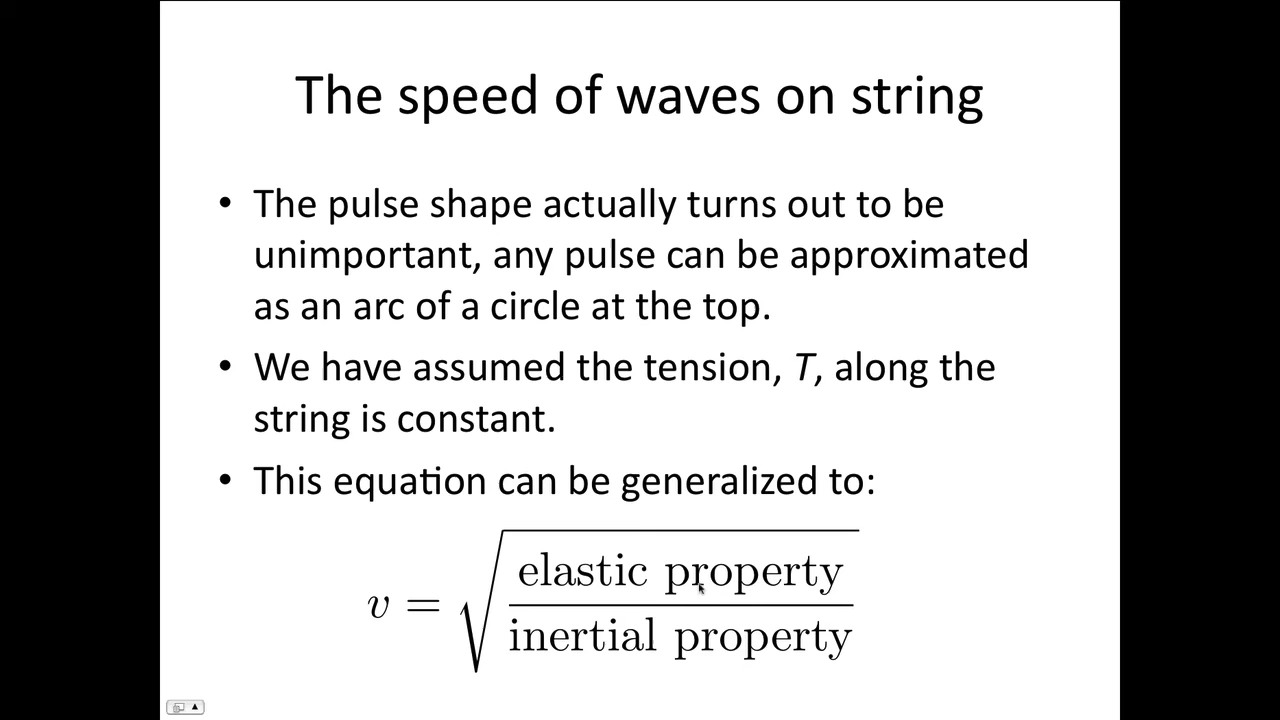 The speed of waves on string
• The pulse shape actually turns out to be
unimportant, any pulse can be approximated
as an arc of a circle at the top.
• We have assumed the tension, T, along the
string is constant.
• This equation can be generalized to:
v = √(elastic property / inertial property)